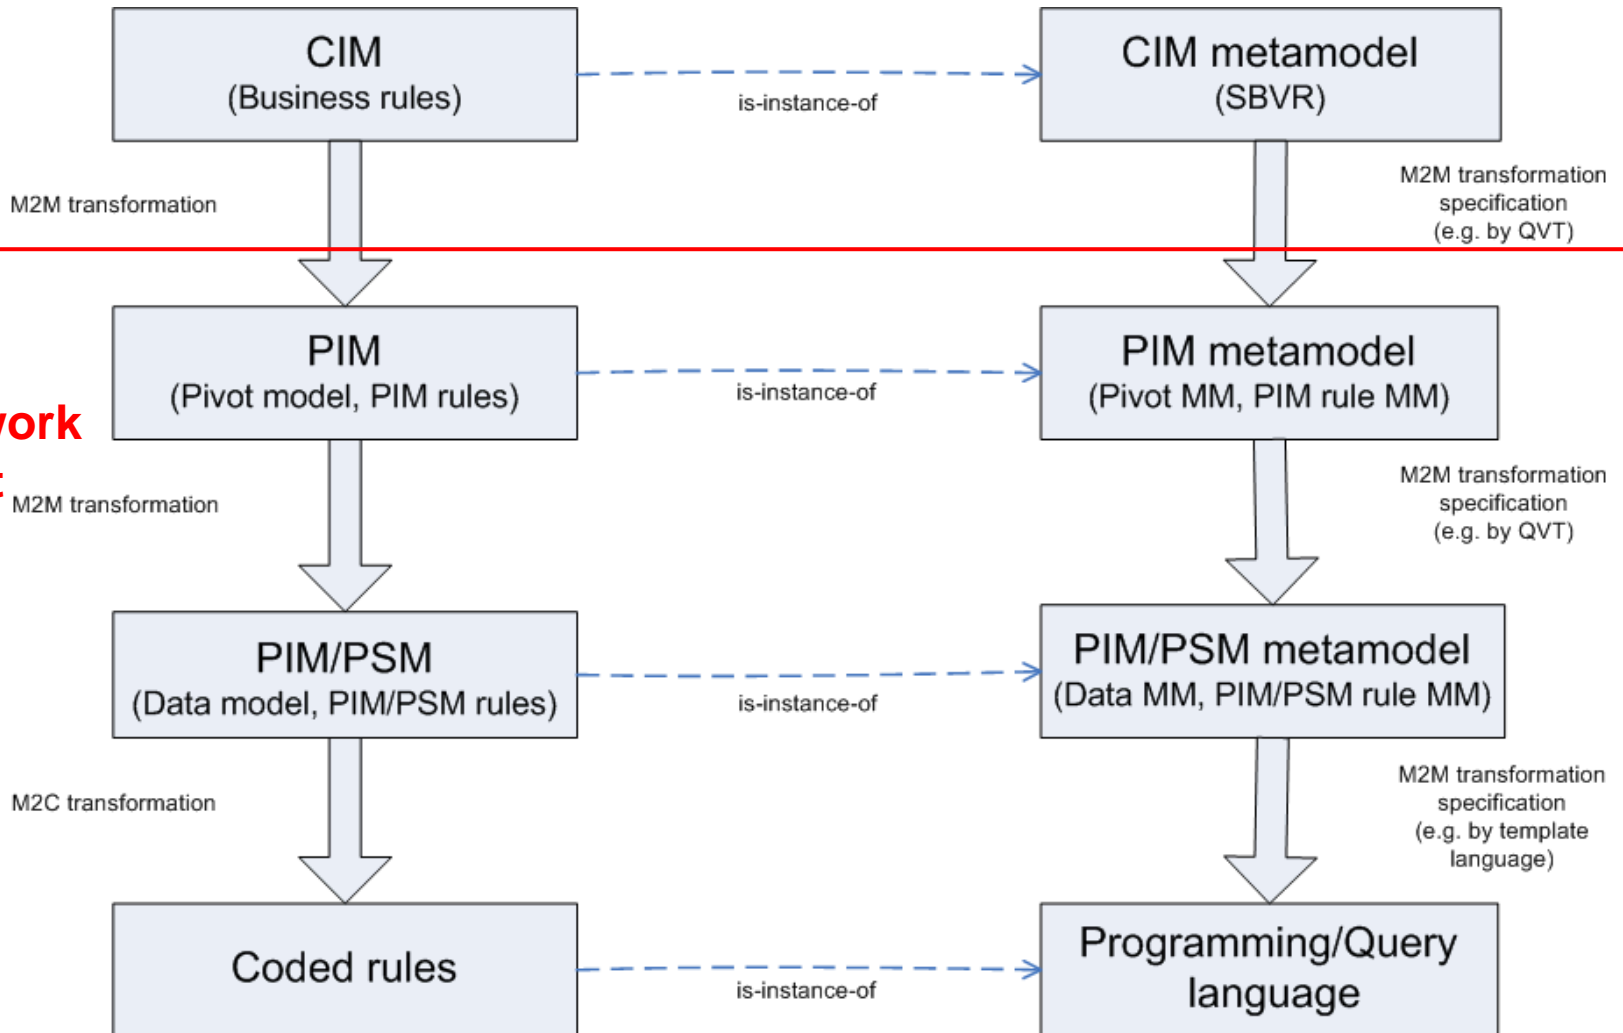 CIM
(Business rules)
is-instance-of
CIM metamodel
(SBVR)
M2M transformation
M2M transformation
specification
(e.g. by QVT)
PIM
(Pivot model, PIM rules)
is-instance-of
PIM metamodel
(Pivot MM, PIM rule MM)
work
M2M transformation
M2M transformation
specification
(e.g. by QVT)
PIM/PSM
(Data model, PIM/PSM rules)
is-instance-of
PIM/PSM metamodel
(Data MM, PIM/PSM rule MM)
M2C transformation
M2M transformation
specification
(e.g. by template
language)
Coded rules
is-instance-of
Programming/Query
language